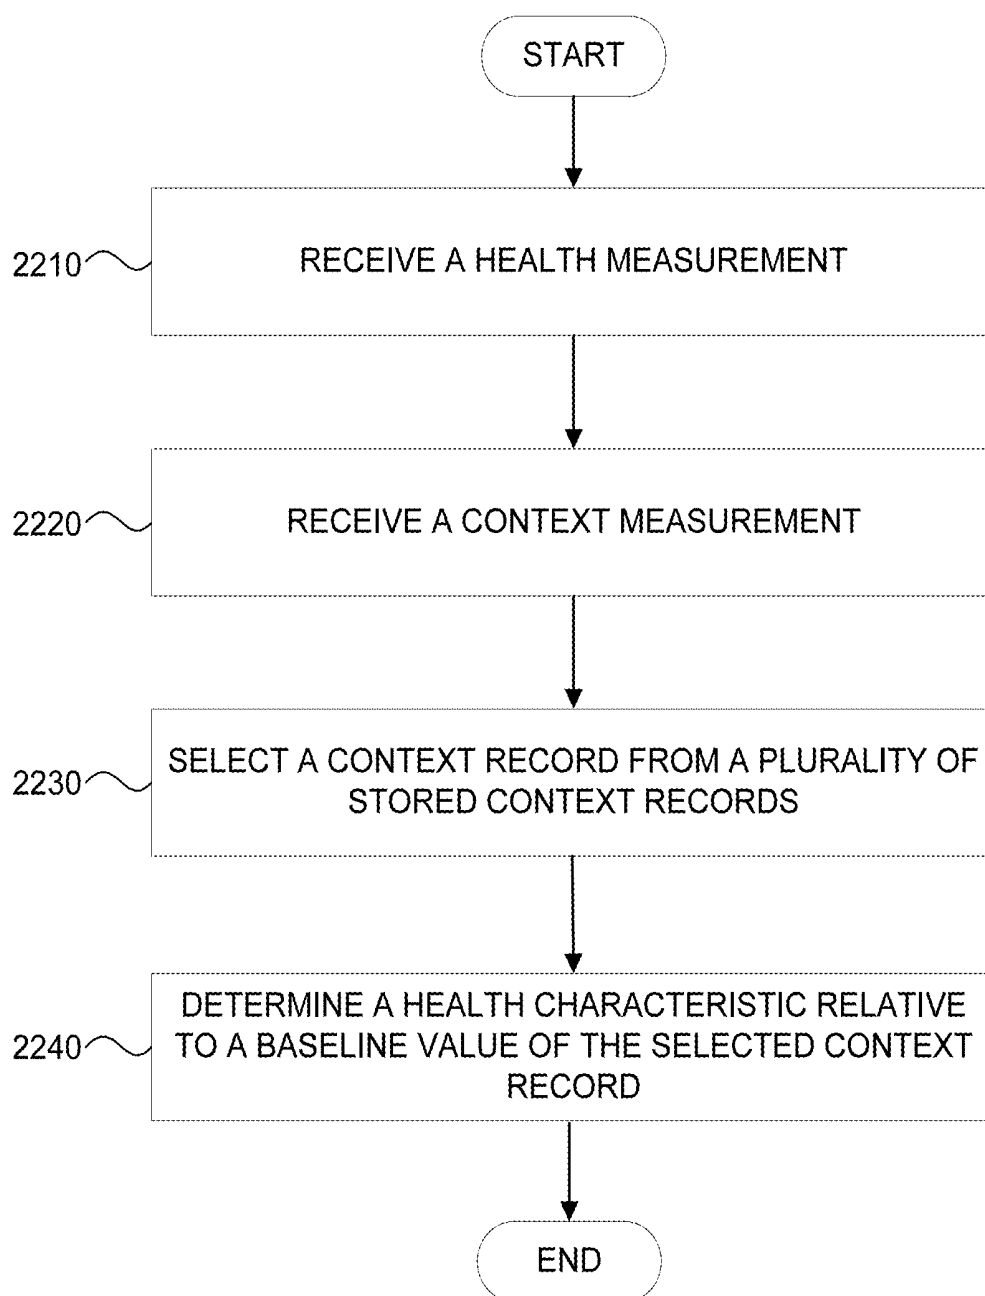 START
2210
RECEIVE A HEALTH MEASUREMENT
2220
RECEIVE A CONTEXT MEASUREMENT
2230
SELECT A CONTEXT RECORD FROM A PLURALITY OF
STORED CONTEXT RECORDS
2240
DETERMINE A HEALTH CHARACTERISTIC RELATIVE
TO A BASELINE VALUE OF THE SELECTED CONTEXT
RECORD
END